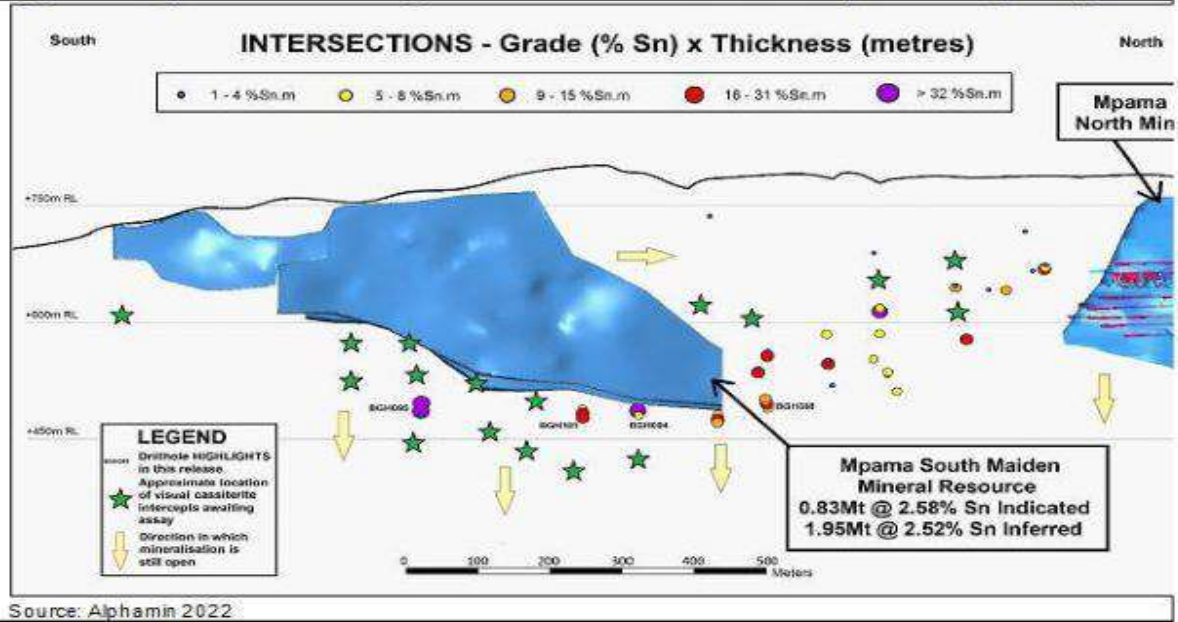 South
INTERSECTIONS - Grade (% Sn) x Thickness (metres)
North
1 - 4 %Sn.m
5 - 8 %Sn.m
9 - 15 %Sn.m
16 - 31 %Sn.m
> 32 %Sn.m
Mpama
North Min
+750m RL
+600m RL
+450m RL
BGH095
BGH101
BGH094
LEGEND
Drillhole HIGHLIGHTS
in this release
Approximate location
of visual cassiterite
intercepts awaiting
assay
Direction in which
mineralisation is
still open
Mpama South Maiden
Mineral Resource
0.83Mt @ 2.58% Sn Indicated
1.95Mt @ 2.52% Sn Inferred
0 100 200 300 400 500
Meters
Source: Alphamin 2022